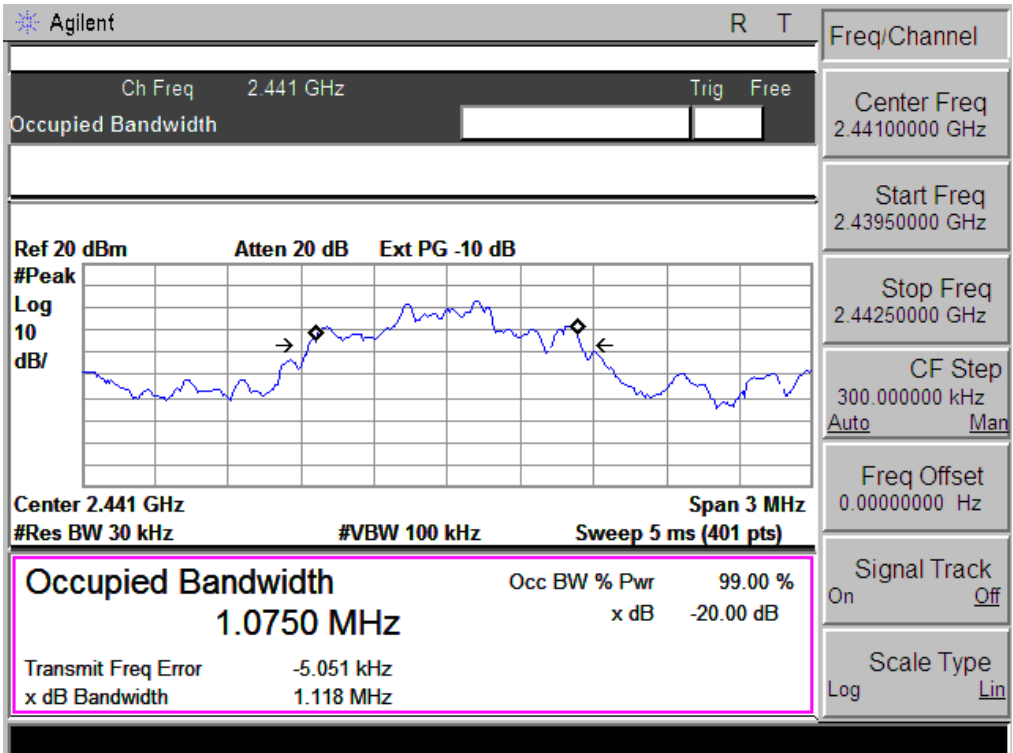 Agilent R T
Ch Freq 2.441 GHz Trig Free
Occupied Bandwidth
Ref 20 dBm Atten 20 dB Ext PG -10 dB
#Peak
Log
10
dB/
Center 2.441 GHz Span 3 MHz
#Res BW 30 kHz #VBW 100 kHz Sweep 5 ms (401 pts)
Occupied Bandwidth Occ BW % Pwr 99.00 %
1.0750 MHz x dB -20.00 dB
Transmit Freq Error -5.051 kHz
x dB Bandwidth 1.118 MHz
Freq/Channel
Center Freq
2.44100000 GHz
Start Freq
2.43950000 GHz
Stop Freq
2.44250000 GHz
CF Step
300.000000 kHz
Auto Man
Freq Offset
0.00000000 Hz
Signal Track
On Off
Scale Type
Log Lin